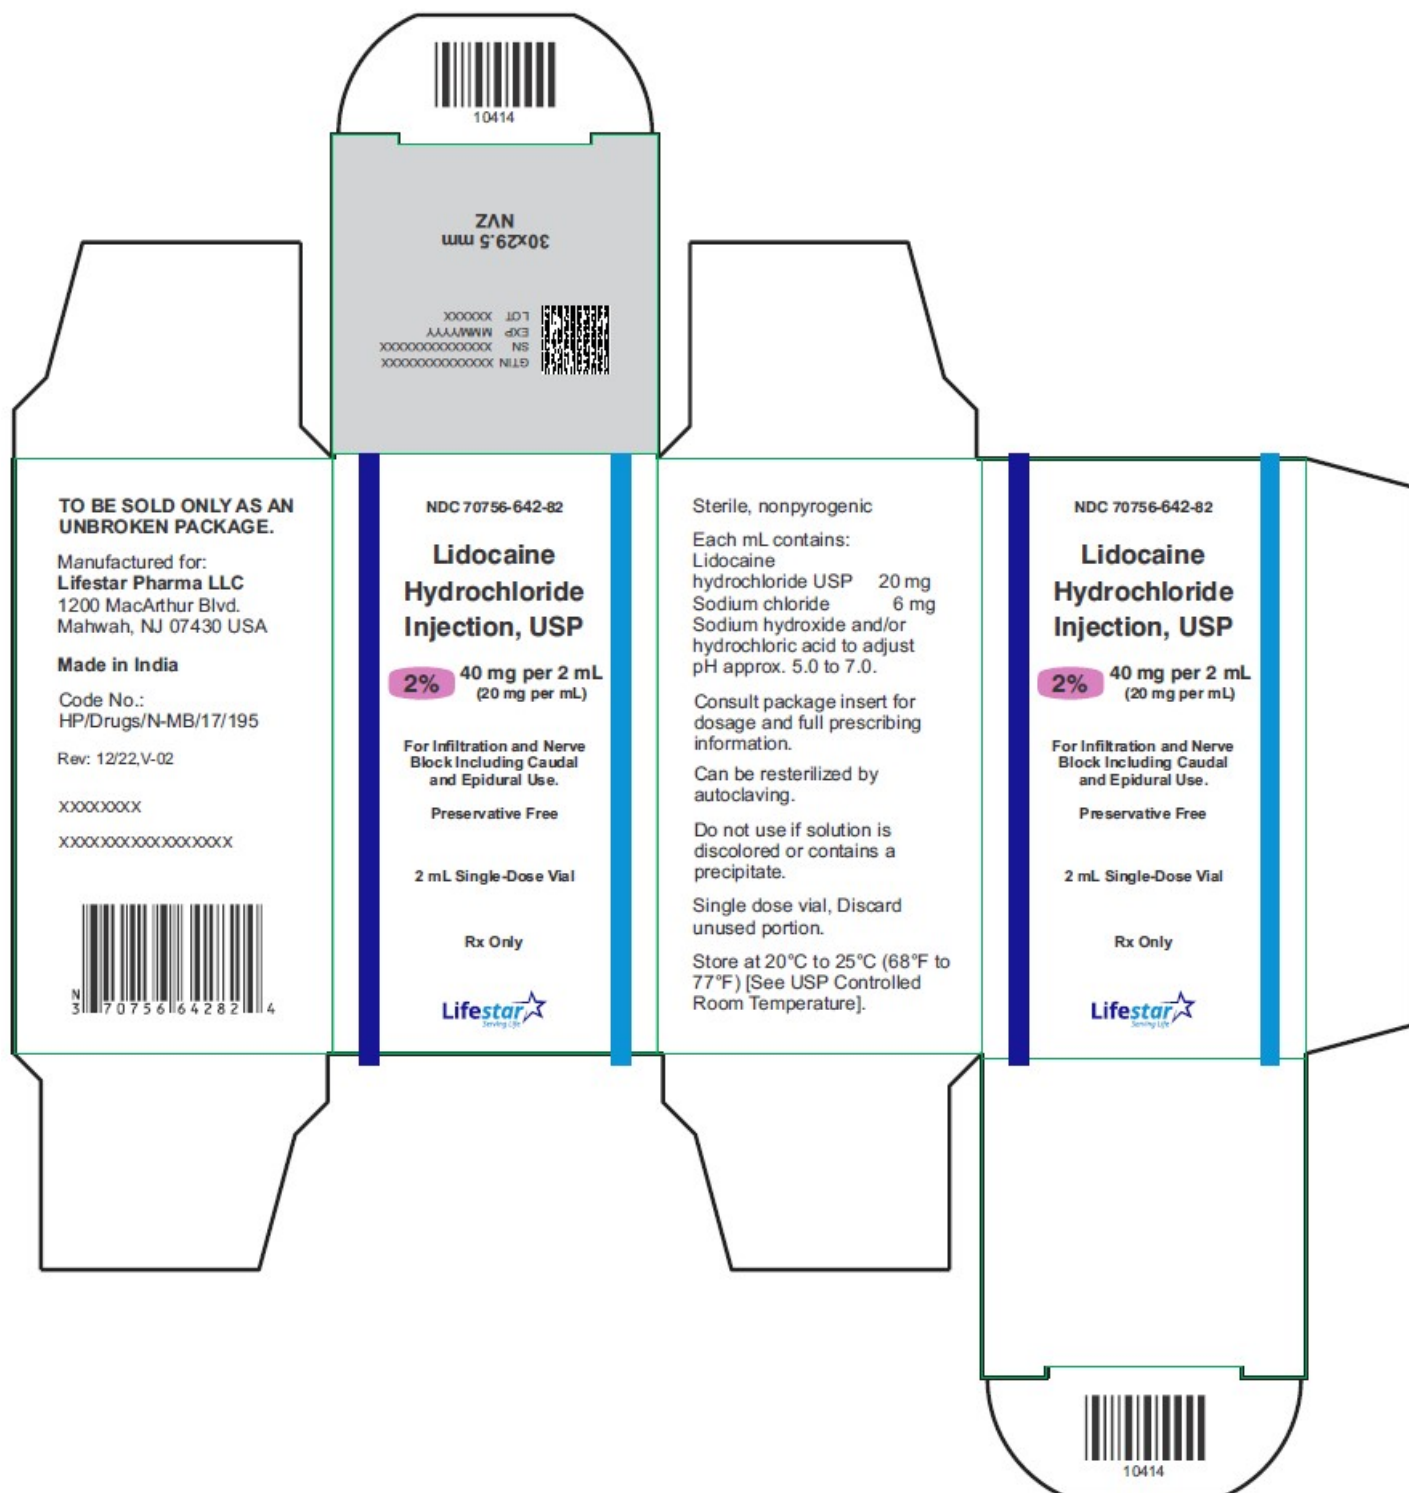 10414
30x29.5 mm
NVZ
GTIN XXXXXXXXXXXXXX
SN XXXXXXXXXXXXXX
EXP MMM/YYYY
LOT XXXXXX
TO BE SOLD ONLY AS AN
UNBROKEN PACKAGE.
Manufactured for:
Lifestar Pharma LLC
1200 MacArthur Blvd.
Mahwah, NJ 07430 USA
Made in India
Code No.:
HP/Drugs/N-MB/17/195
Rev: 12/22,V-02
XXXXXXXX
XXXXXXXXXXXXXXXXX
N
3 70756 64282 4
NDC 70756-642-82
Lidocaine
Hydrochloride
Injection, USP
2% 40 mg per 2 mL
(20 mg per mL)
For Infiltration and Nerve
Block Including Caudal
and Epidural Use.
Preservative Free
2 mL Single-Dose Vial
Rx Only
Lifestar
Serving Life
Sterile, nonpyrogenic
Each mL contains:
Lidocaine
hydrochloride USP 20 mg
Sodium chloride 6 mg
Sodium hydroxide and/or
hydrochloric acid to adjust
pH approx. 5.0 to 7.0.
Consult package insert for
dosage and full prescribing
information.
Can be resterilized by
autoclaving.
Do not use if solution is
discolored or contains a
precipitate.
Single dose vial, Discard
unused portion.
Store at 20°C to 25°C (68°F to
77°F) [See USP Controlled
Room Temperature].
NDC 70756-642-82
Lidocaine
Hydrochloride
Injection, USP
2% 40 mg per 2 mL
(20 mg per mL)
For Infiltration and Nerve
Block Including Caudal
and Epidural Use.
Preservative Free
2 mL Single-Dose Vial
Rx Only
Lifestar
Serving Life
10414